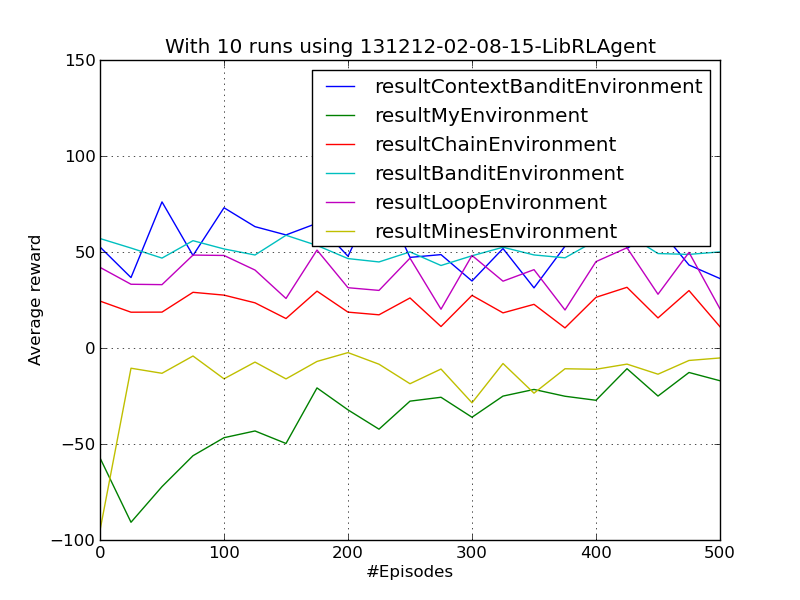 With 10 runs using 131212-02-08-15-LibRLAgent
150
100
50
0
−50
−100
Average reward
resultContextBanditEnvironment
resultMyEnvironment
resultChainEnvironment
resultBanditEnvironment
resultLoopEnvironment
resultMinesEnvironment
0 100 200 300 400 500
#Episodes